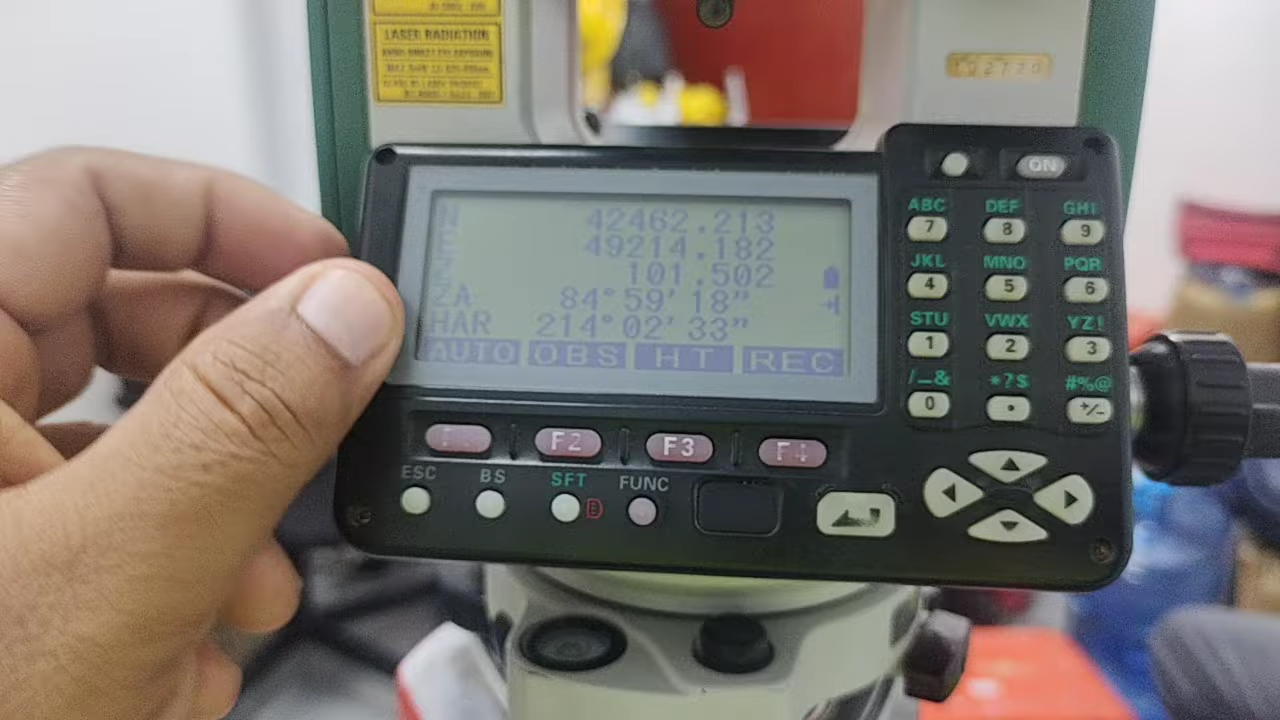 LASER RADIATION
N 42462.213
E 49214.182
Z 101.502
ZA 84°59'18"
HAR 214°02'33"
AUTO OBS HT REC
ON
ABC DEF GHI
7 8 9
JKL MNO PQR
4 5 6
STU VWX YZ!
1 2 3
/_& *?$ #%@
0 • +/-
F2 F3 F4
ESC BS SFT FUNC